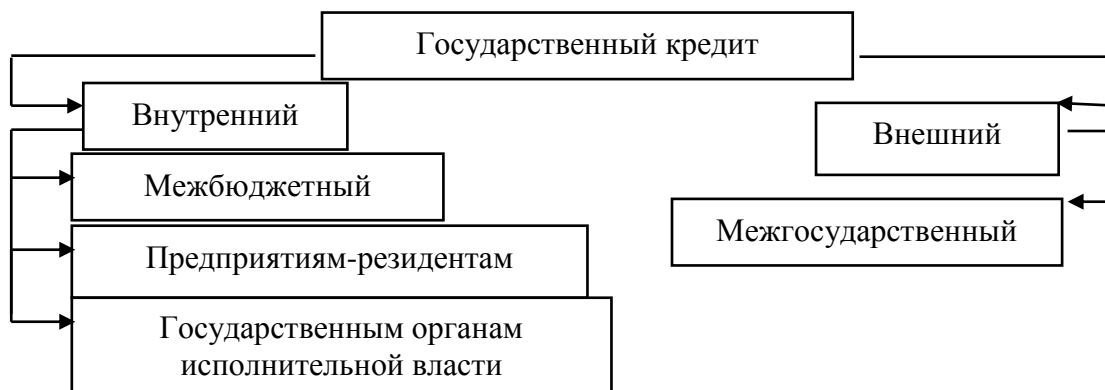 Государственный кредит
Внутренний
Внешний
Межбюджетный
Межгосударственный
Предприятиям-резидентам
Государственным органам
исполнительной власти